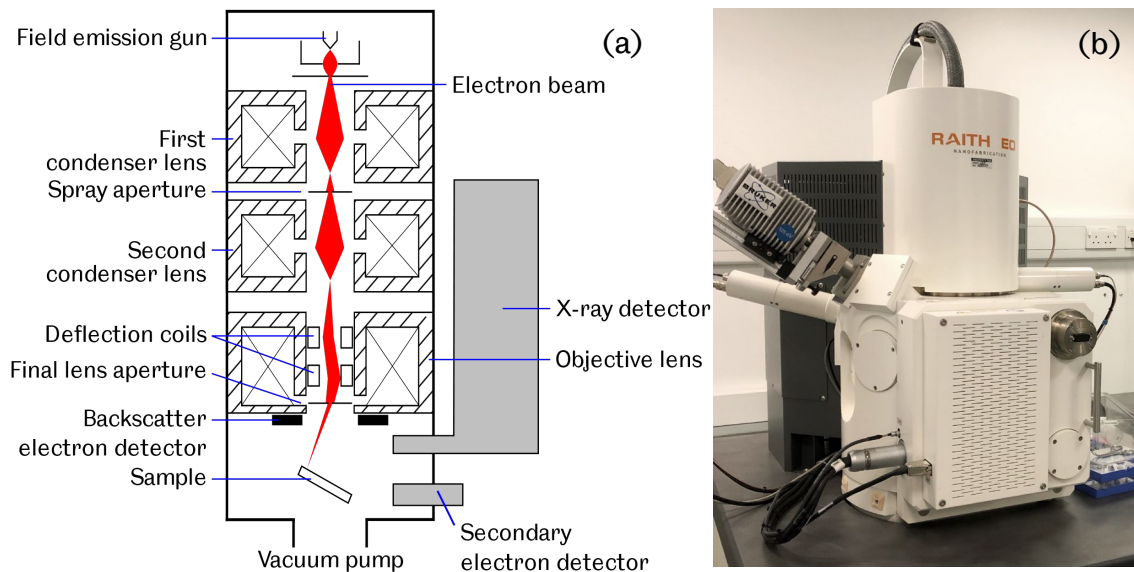 (a)
Field emission gun
Electron beam
First
condenser lens
Spray aperture
Second
condenser lens
X-ray detector
Deflection coils
Objective lens
Final lens aperture
Backscatter
electron detector
Sample
Secondary
electron detector
Vacuum pump
(b)
RAITH EO
NANOFABRICATION
BRUKER